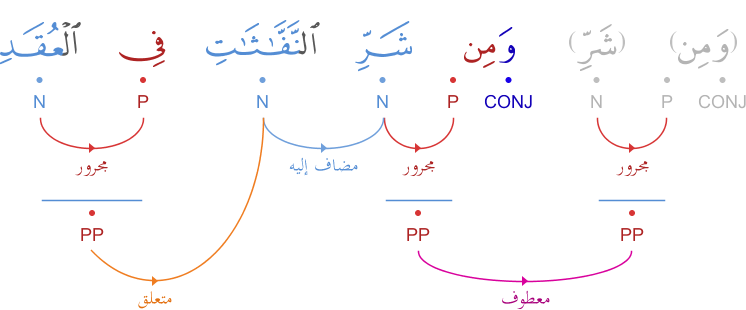 (وَمِن) (شَرِّ) وَمِن شَرِّ ٱلنَّفَّـٰثَـٰتِ فِى ٱلْعُقَدِ
CONJ P N CONJ P N N P N
مجرور مجرور مضاف إليه مجرور
PP PP PP
معطوف متعلق